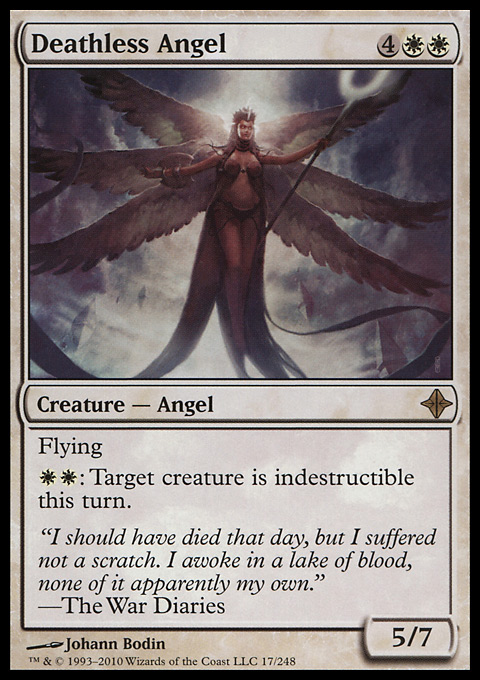 Deathless Angel 4
Creature — Angel
Flying
: Target creature is indestructible
this turn.
“I should have died that day, but I suffered
not a scratch. I awoke in a lake of blood,
none of it apparently my own.”
—The War Diaries
Johann Bodin
5/7
™ & © 1993–2010 Wizards of the Coast LLC 17/248